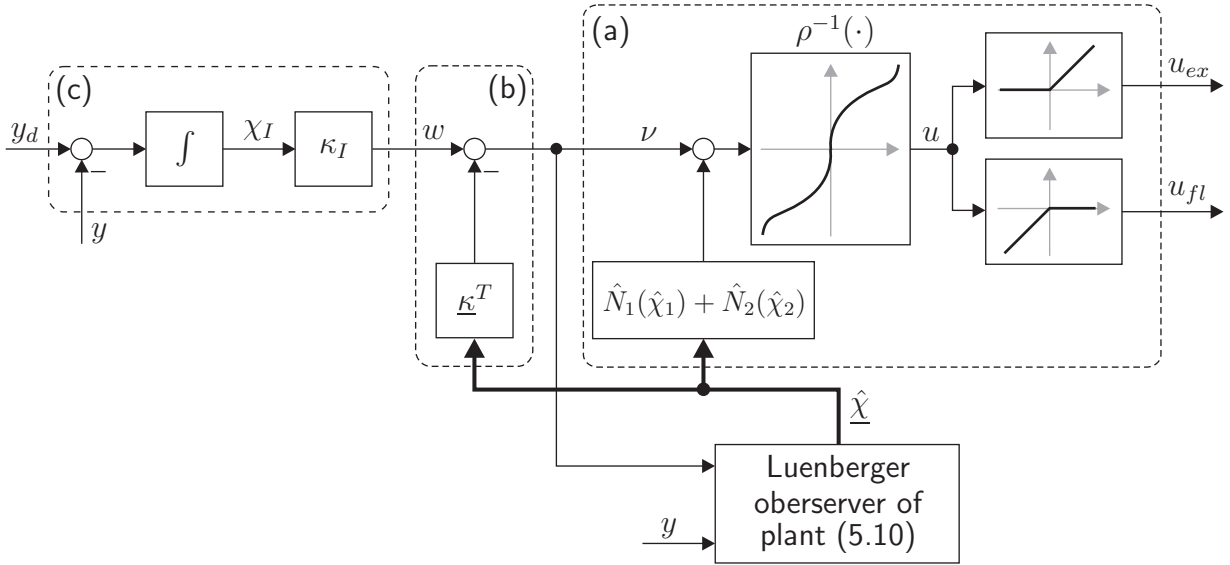 (a)
ρ⁻¹(·)
u_ex
(c)
(b)
y_d
–
∫
χ_I
κ_I
w
–
ν
u
u_fl
y
κ^T
N̂₁(χ̂₁) + N̂₂(χ̂₂)
χ̂
Luenberger
oberserver of
plant (5.10)
y